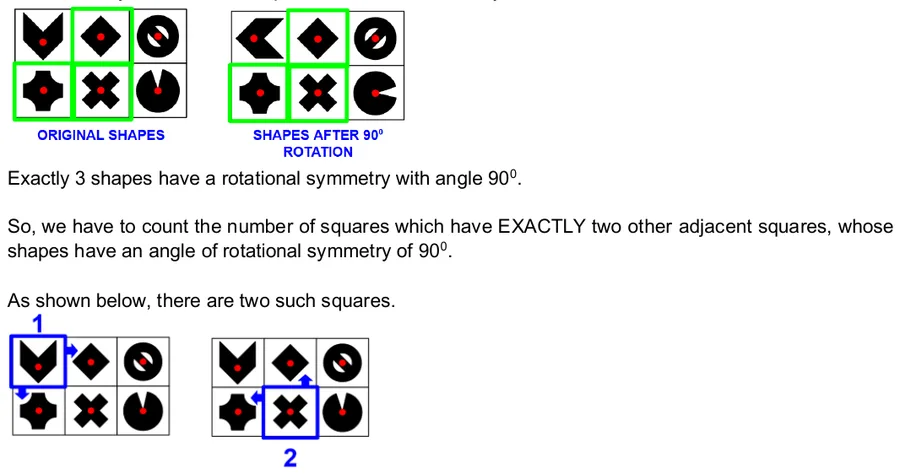 ORIGINAL SHAPES
SHAPES AFTER 90⁰
ROTATION
Exactly 3 shapes have a rotational symmetry with angle 90⁰.
So, we have to count the number of squares which have EXACTLY two other adjacent squares, whose
shapes have an angle of rotational symmetry of 90⁰.
As shown below, there are two such squares.
1
2